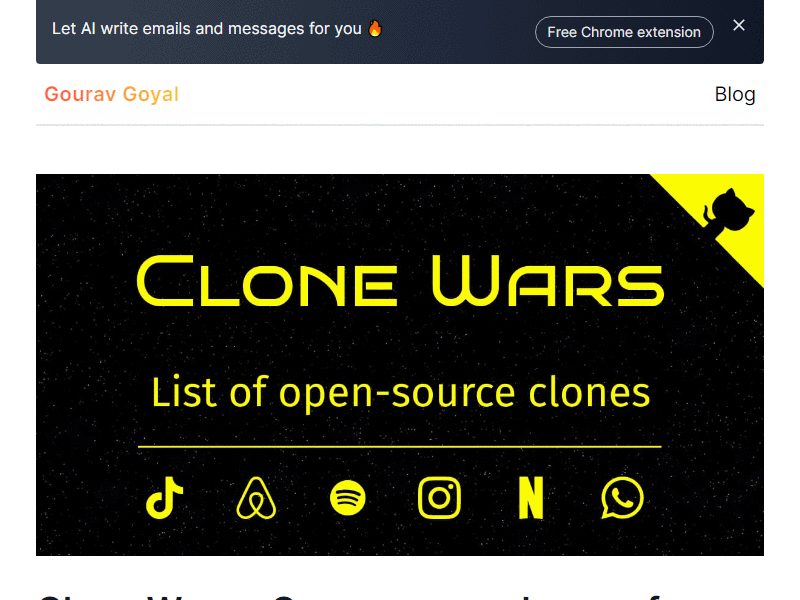 Let AI write emails and messages for you 🔥
Free Chrome extension
Gourav Goyal
Blog
Clone Wars
List of open-source clones